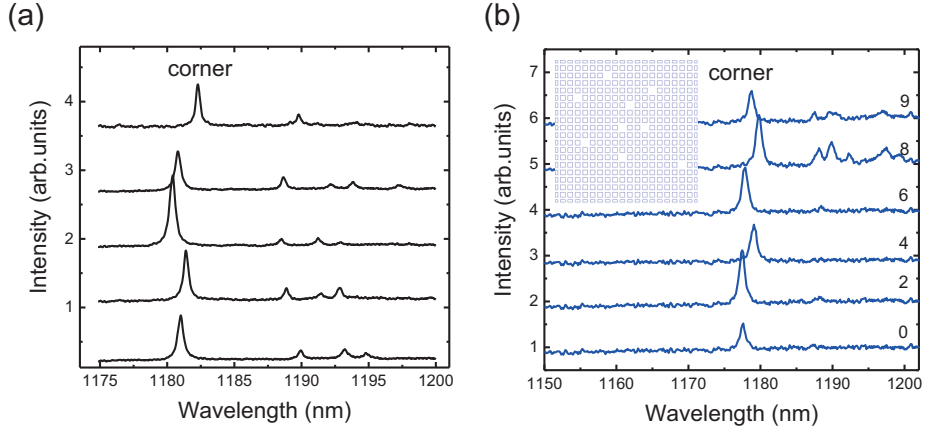 (a)
corner
4
3
2
1
1175 1180 1185 1190 1195 1200
Wavelength (nm)
Intensity (arb.units)
(b)
corner
7
6
5
4
3
2
1
9
8
6
4
2
0
1150 1160 1170 1180 1190 1200
Wavelength (nm)
Intensity (arb.units)